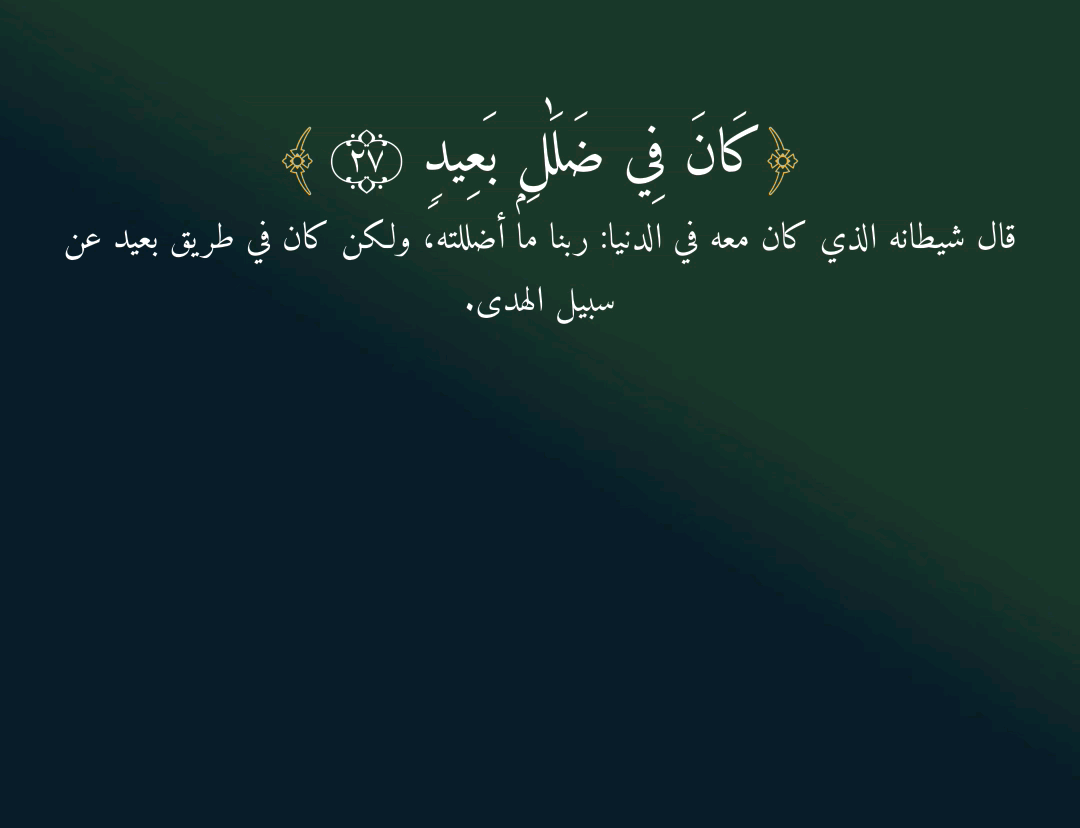 ﴿كَانَ فِي ضَلَٰلِۭ بَعِيدٖ ۝٢٧﴾
قال شيطانه الذي كان معه في الدنيا: ربنا ما أضللته، ولكن كان في طريق بعيد عن
سبيل الهدى.